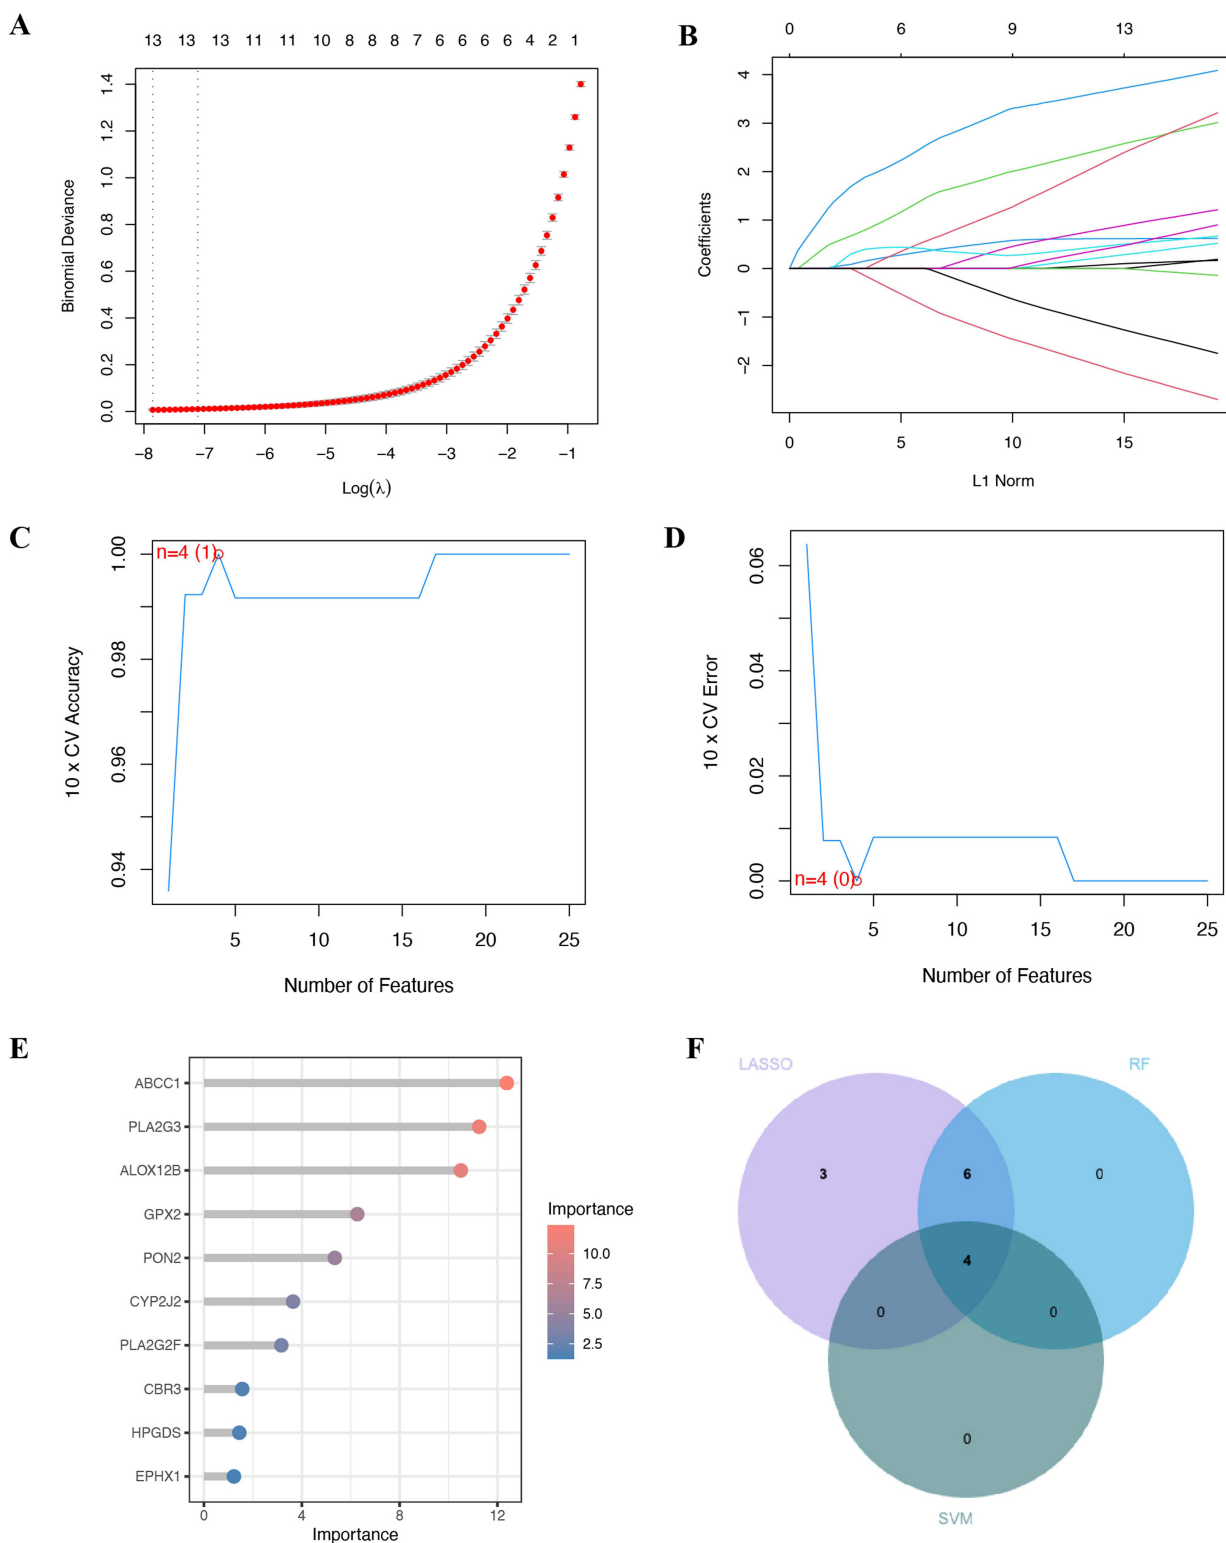 A
13 13 13 11 11 10 8 8 8 7 6 6 6 6 4 2 1
Binomial Deviance
1.4
1.2
1.0
0.8
0.6
0.4
0.2
0.0
−8 −7 −6 −5 −4 −3 −2 −1
Log(λ)
B
0 6 9 13
Coefficients
4
3
2
1
0
−1
−2
0 5 10 15
L1 Norm
C
n=4 (1)
10 x CV Accuracy
1.00
0.98
0.96
0.94
5 10 15 20 25
Number of Features
D
10 x CV Error
0.06
0.04
0.02
0.00
n=4 (0)
5 10 15 20 25
Number of Features
E
ABCC1
PLA2G3
ALOX12B
GPX2
PON2
CYP2J2
PLA2G2F
CBR3
HPGDS
EPHX1
0 4 8 12
Importance
Importance
10.0
7.5
5.0
2.5
F
LASSO RF
3 6 0
4
0 0
0
SVM